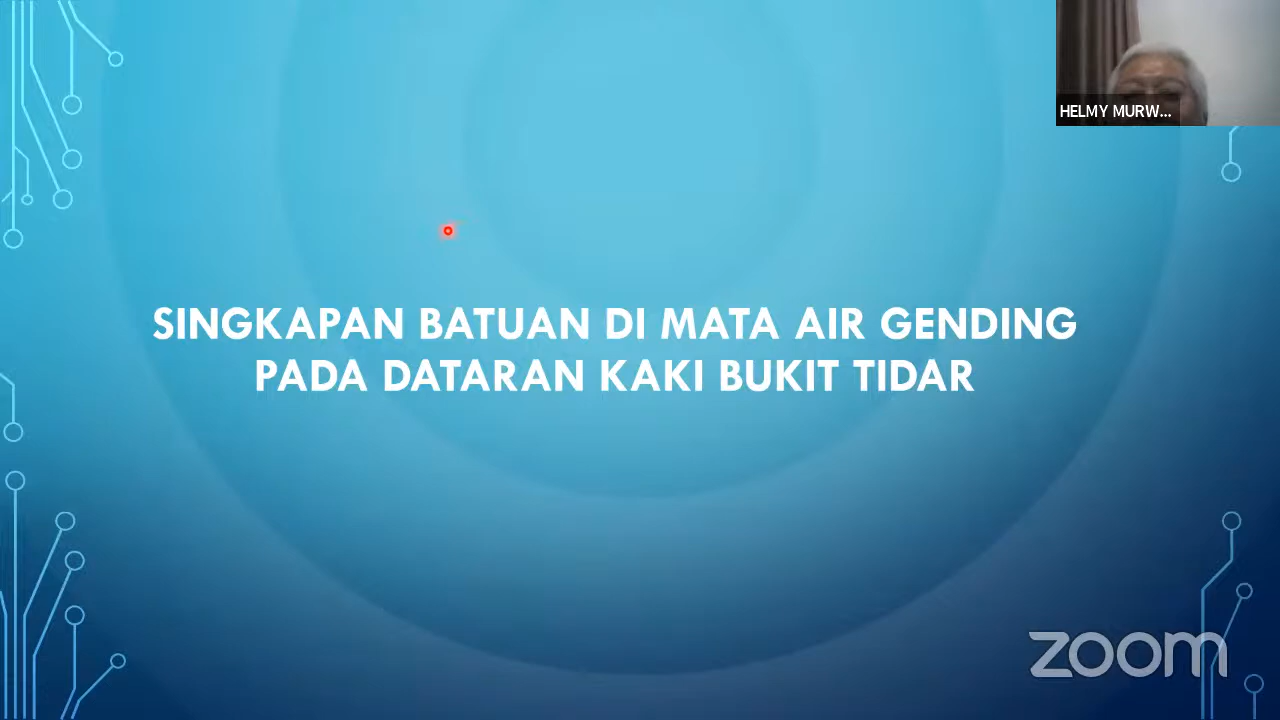 HELMY MURW...
SINGKAPAN BATUAN DI MATA AIR GENDING
PADA DATARAN KAKI BUKIT TIDAR
zoom